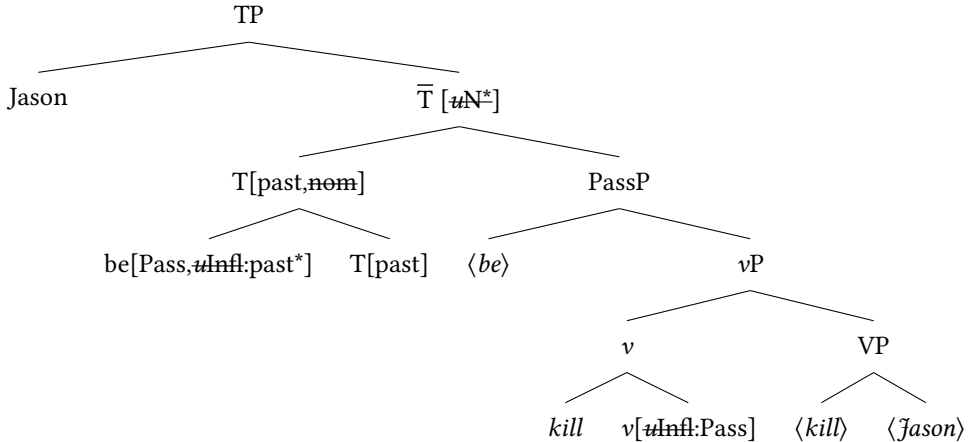 TP
Jason T̅ [uN*]
T[past,nom] PassP
be[Pass,uInfl:past*] T[past] ⟨be⟩ vP
v VP
kill v[uInfl:Pass] ⟨kill⟩ ⟨Jason⟩